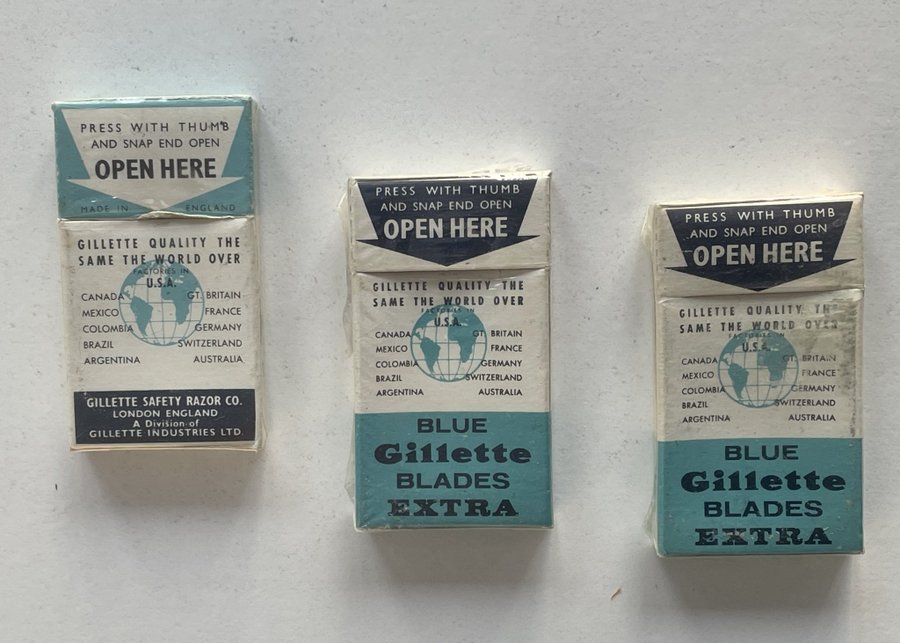 PRESS WITH THUMB
AND SNAP END OPEN
OPEN HERE
MADE IN ENGLAND
GILLETTE QUALITY THE
SAME THE WORLD OVER
FACTORIES IN
U.S.A.
CANADA GT. BRITAIN
MEXICO FRANCE
COLOMBIA GERMANY
BRAZIL SWITZERLAND
ARGENTINA AUSTRALIA
GILLETTE SAFETY RAZOR CO.
LONDON ENGLAND
A Division of
GILLETTE INDUSTRIES LTD.
PRESS WITH THUMB
AND SNAP END OPEN
OPEN HERE
GILLETTE QUALITY THE
SAME THE WORLD OVER
FACTORIES IN
U.S.A.
CANADA GT. BRITAIN
MEXICO FRANCE
COLOMBIA GERMANY
BRAZIL SWITZERLAND
ARGENTINA AUSTRALIA
BLUE
Gillette
BLADES
EXTRA
PRESS WITH THUMB
AND SNAP END OPEN
OPEN HERE
GILLETTE QUALITY THE
SAME THE WORLD OVER
FACTORIES IN
U.S.A.
CANADA GT. BRITAIN
MEXICO FRANCE
COLOMBIA GERMANY
BRAZIL SWITZERLAND
ARGENTINA AUSTRALIA
BLUE
Gillette
BLADES
EXTRA